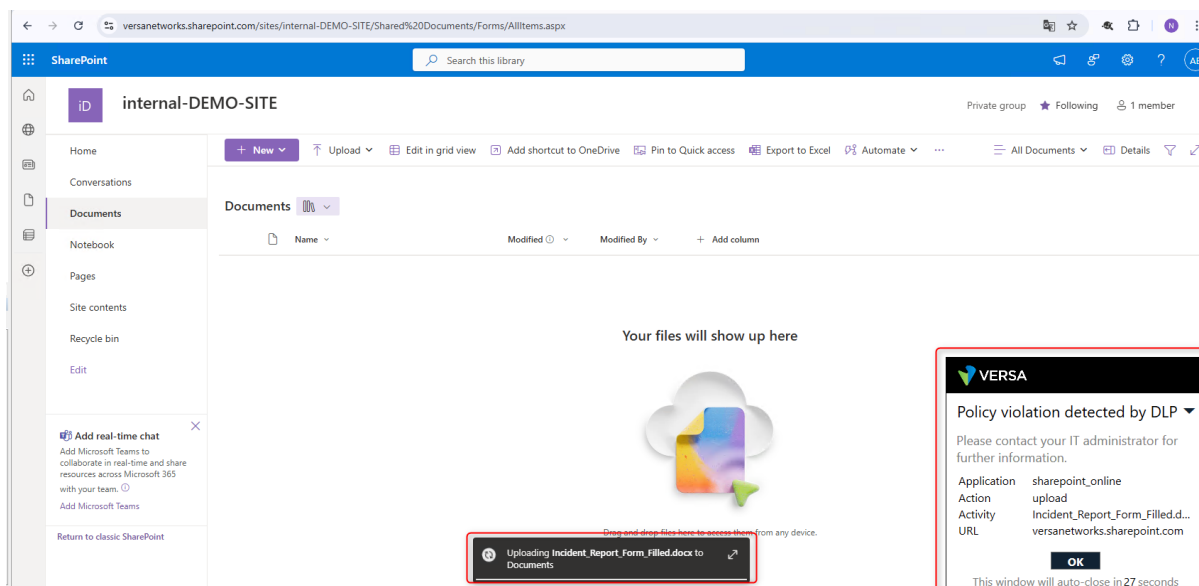 versanetworks.sharepoint.com/sites/internal-DEMO-SITE/Shared%20Documents/Forms/AllItems.aspx
N
SharePoint
Search this library
?
AE
iD
internal-DEMO-SITE
Private group
Following
1 member
Home
Conversations
Documents
Notebook
Pages
Site contents
Recycle bin
Edit
+ New
Upload
Edit in grid view
Add shortcut to OneDrive
Pin to Quick access
Export to Excel
Automate
...
All Documents
Details
Documents
Name
Modified
Modified By
+ Add column
Your files will show up here
Drag and drop files here to access them from any device.
Add real-time chat
Add Microsoft Teams to
collaborate in real-time and share
resources across Microsoft 365
with your team.
Add Microsoft Teams
Return to classic SharePoint
Uploading Incident_Report_Form_Filled.docx to
Documents
VERSA
Policy violation detected by DLP
Please contact your IT administrator for
further information.
Application sharepoint_online
Action upload
Activity Incident_Report_Form_Filled.d...
URL versanetworks.sharepoint.com
OK
This window will auto-close in 27 seconds